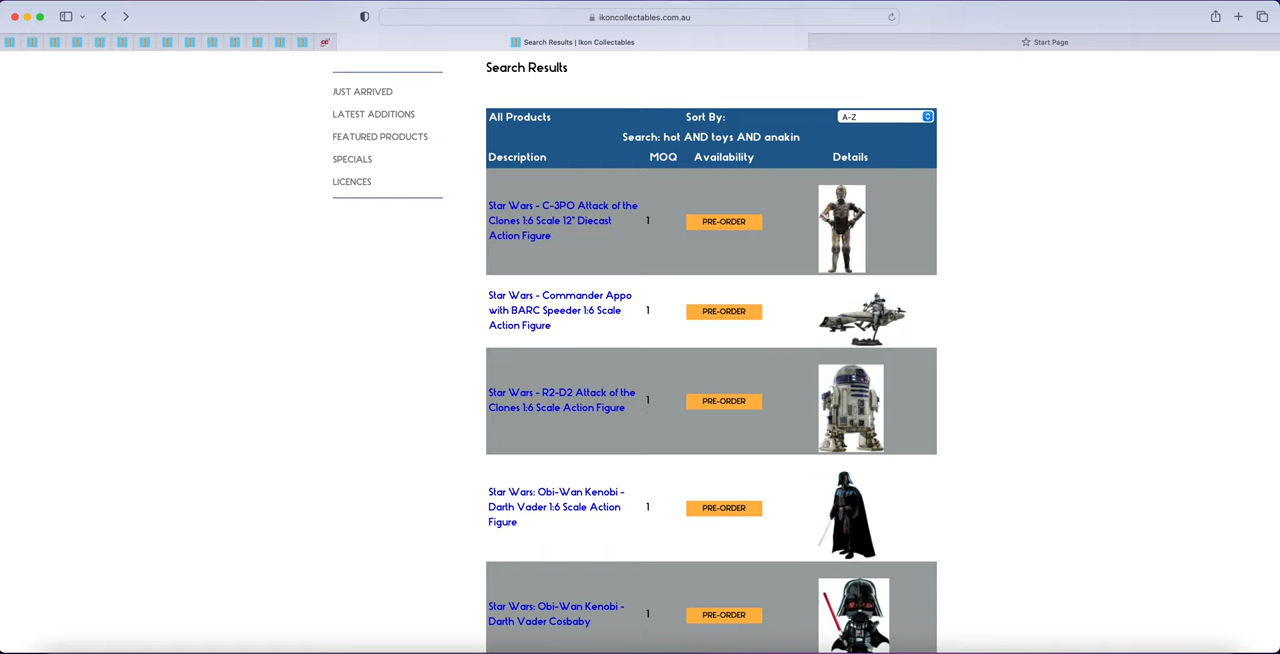 ikoncollectables.com.au
Search Results | Ikon Collectables
Start Page
JUST ARRIVED
LATEST ADDITIONS
FEATURED PRODUCTS
SPECIALS
LICENCES
Search Results
All Products Sort By: A-Z
Search: hot AND toys AND anakin
Description MOQ Availability Details
Star Wars - C-3PO Attack of the
Clones 1:6 Scale 12" Diecast
Action Figure
1 PRE-ORDER
Star Wars - Commander Appo
with BARC Speeder 1:6 Scale
Action Figure
1 PRE-ORDER
Star Wars - R2-D2 Attack of the
Clones 1:6 Scale Action Figure
1 PRE-ORDER
Star Wars: Obi-Wan Kenobi -
Darth Vader 1:6 Scale Action
Figure
1 PRE-ORDER
Star Wars: Obi-Wan Kenobi -
Darth Vader Cosbaby
1 PRE-ORDER